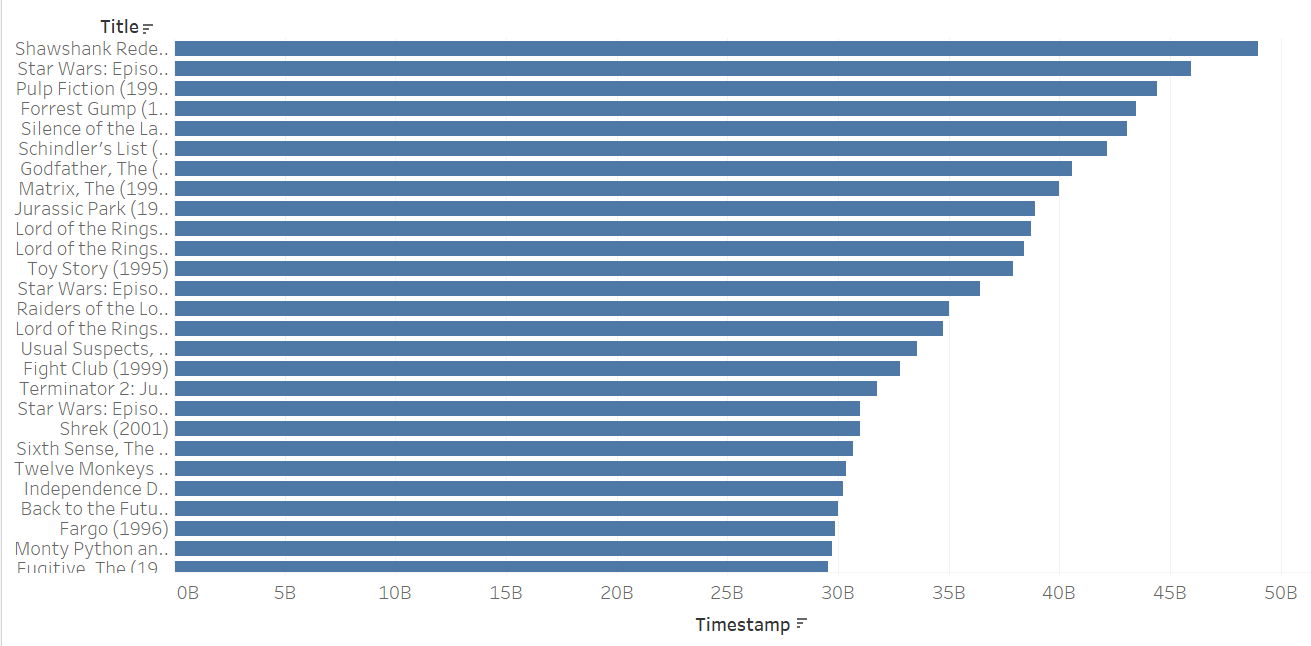 Title
Shawshank Rede..
Star Wars: Episo..
Pulp Fiction (199..
Forrest Gump (1..
Silence of the La..
Schindler's List (..
Godfather, The (..
Matrix, The (199..
Jurassic Park (19..
Lord of the Rings..
Lord of the Rings..
Toy Story (1995)
Star Wars: Episo..
Raiders of the Lo..
Lord of the Rings..
Usual Suspects, ..
Fight Club (1999)
Terminator 2: Ju..
Star Wars: Episo..
Shrek (2001)
Sixth Sense, The ..
Twelve Monkeys ..
Independence D..
Back to the Futu..
Fargo (1996)
Monty Python an..
Fugitive, The (19..
0B 5B 10B 15B 20B 25B 30B 35B 40B 45B 50B
Timestamp